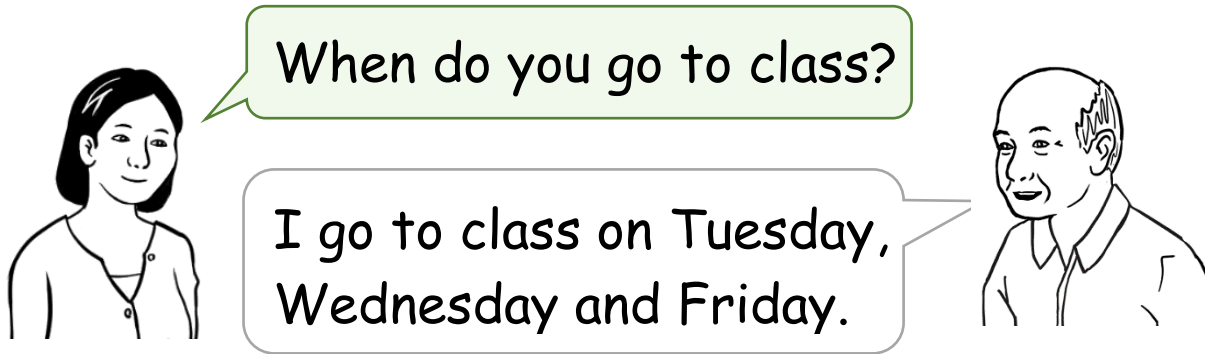 When do you go to class?
I go to class on Tuesday,
Wednesday and Friday.